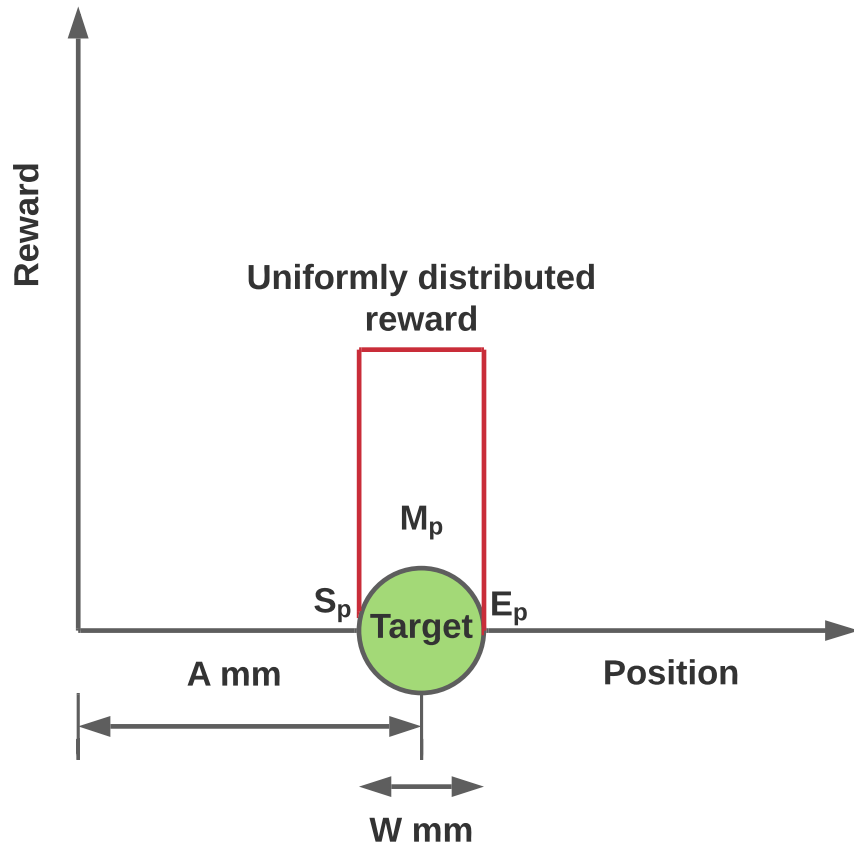 Reward
Uniformly distributed
reward
Mp
Sp
Ep
Target
A mm
Position
W mm